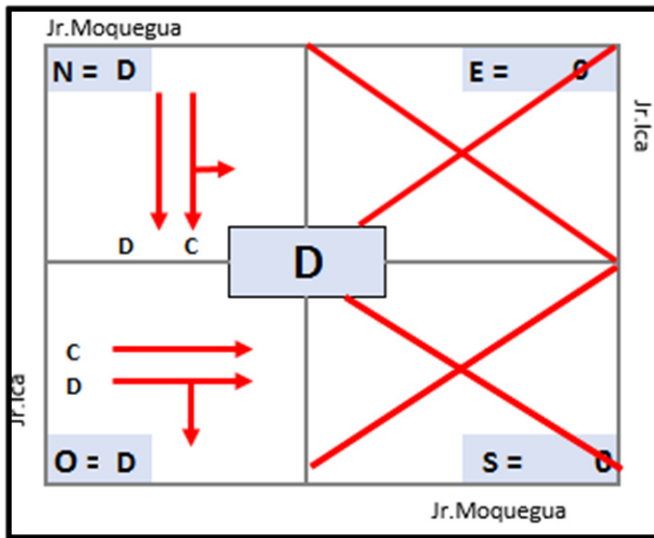 Jr.Moquegua
N = D
E = 0
Jr.Ica
D C
D
C
D
Jr.Ica
O = D
S = 0
Jr.Moquegua